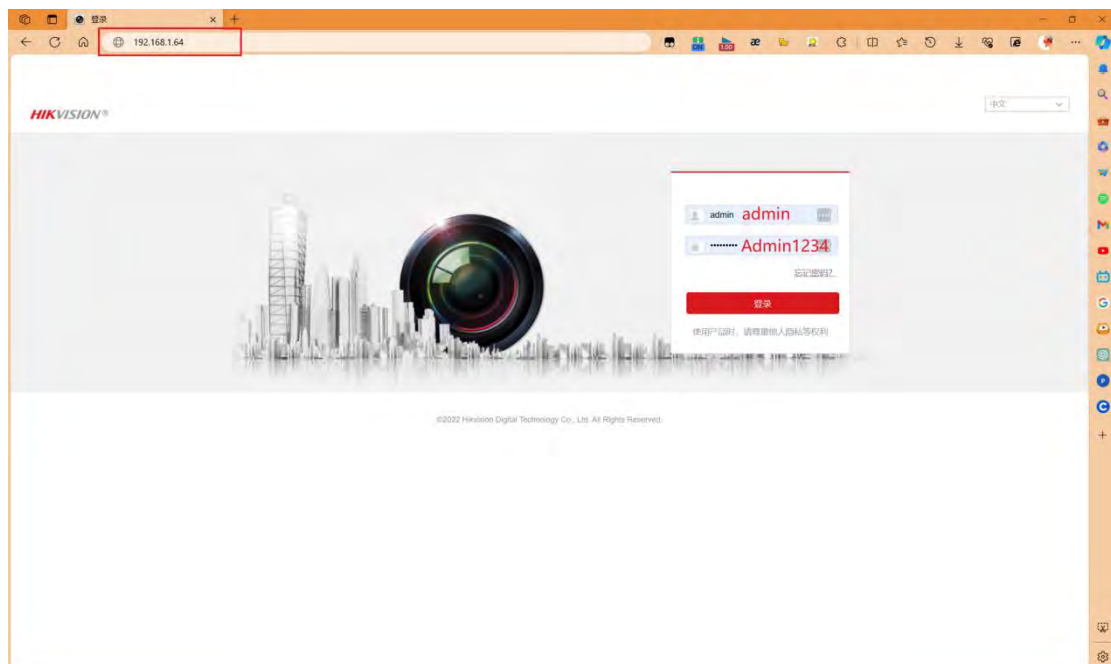 登录
192.168.1.64
HIKVISION®
中文
admin admin
Admin1234
忘记密码?
登录
使用产品时，请尊重他人隐私等权利
©2022 Hikvision Digital Technology Co., Ltd. All Rights Reserved.